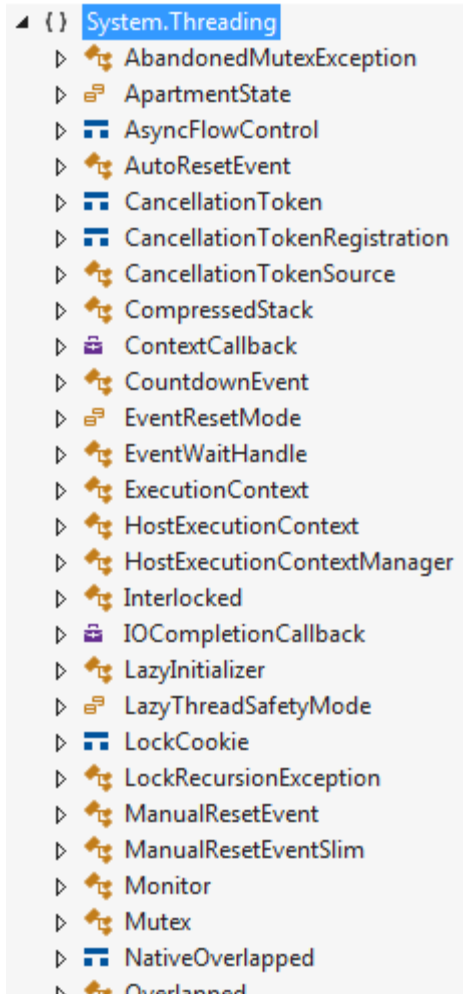 { } System.Threading
AbandonedMutexException
ApartmentState
AsyncFlowControl
AutoResetEvent
CancellationToken
CancellationTokenRegistration
CancellationTokenSource
CompressedStack
ContextCallback
CountdownEvent
EventResetMode
EventWaitHandle
ExecutionContext
HostExecutionContext
HostExecutionContextManager
Interlocked
IOCompletionCallback
LazyInitializer
LazyThreadSafetyMode
LockCookie
LockRecursionException
ManualResetEvent
ManualResetEventSlim
Monitor
Mutex
NativeOverlapped
Overlapped